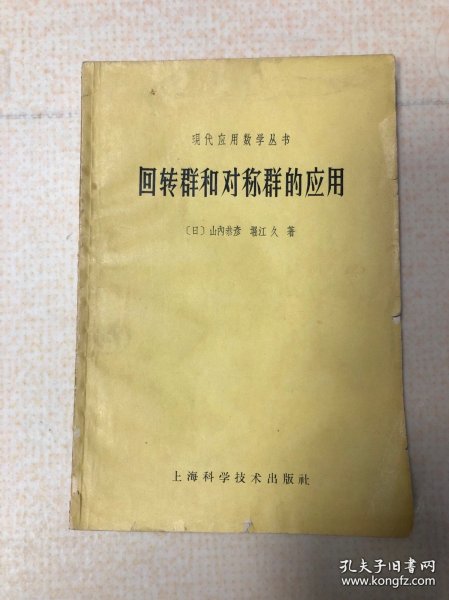 现代应用数学丛书
回转群和对称群的应用
〔日〕山内恭彦 堀江久 著
上海科学技术出版社
孔夫子旧书网
www.kongfz.com